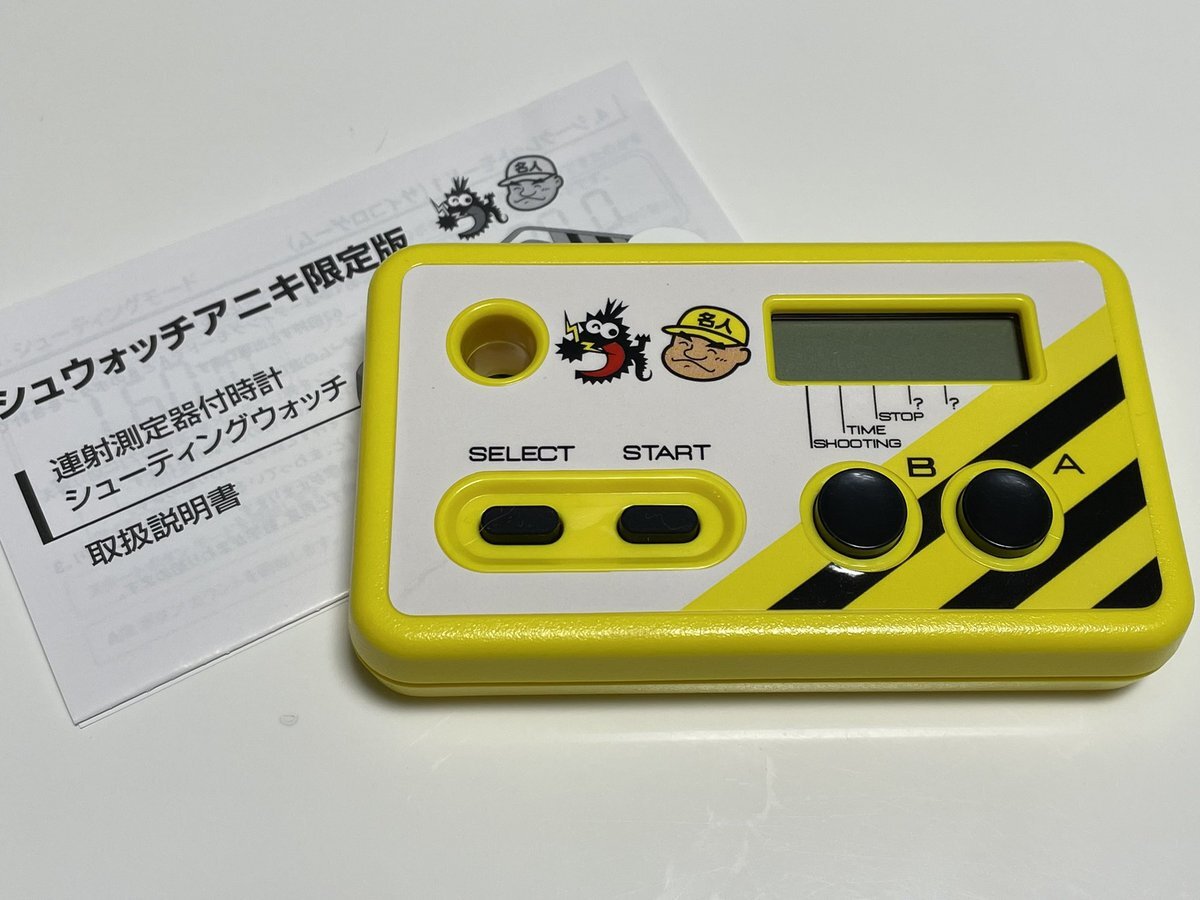 名人
シュウォッチアニキ限定版
連射測定器付時計
シューティングウォッチ
取扱説明書
名人
SELECT
START
?
?
STOP
TIME
SHOOTING
B
A